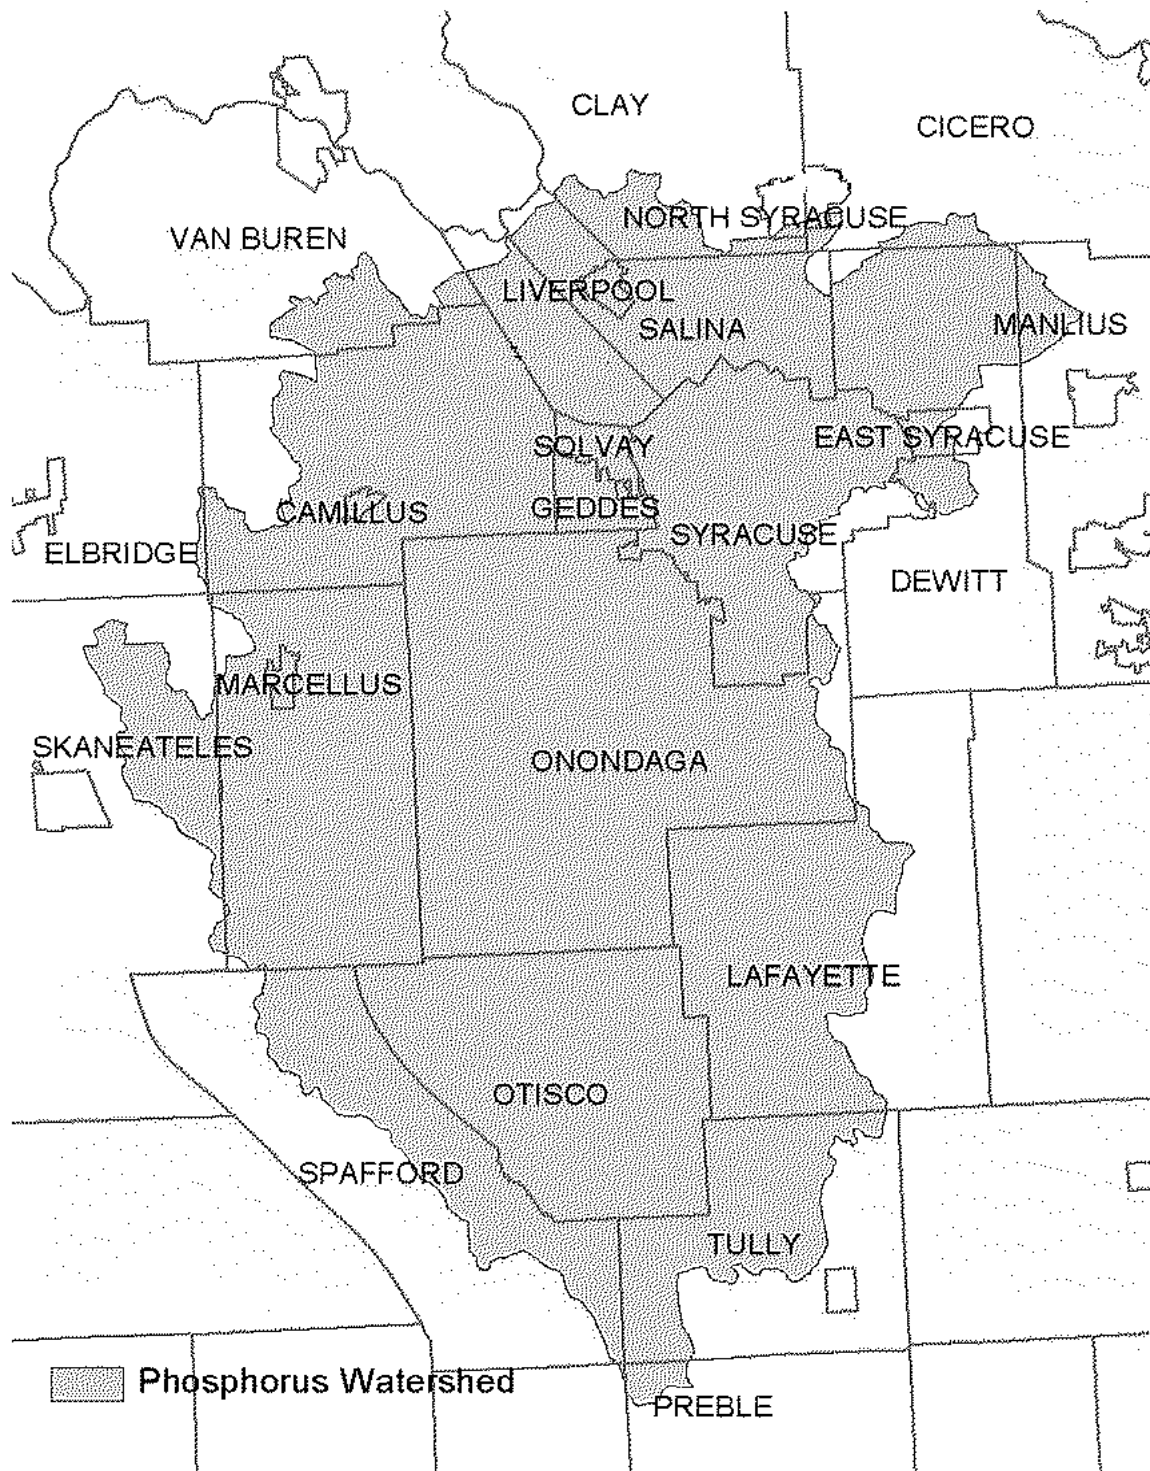 CLAY
CICERO
NORTH SYRACUSE
VAN BUREN
LIVERPOOL
SALINA
MANLIUS
SOLVAY
EAST SYRACUSE
CAMILLUS
GEDDES
SYRACUSE
ELBRIDGE
DEWITT
MARCELLUS
SKANEATELES
ONONDAGA
LAFAYETTE
OTISCO
SPAFFORD
TULLY
Phosphorus Watershed
PREBLE